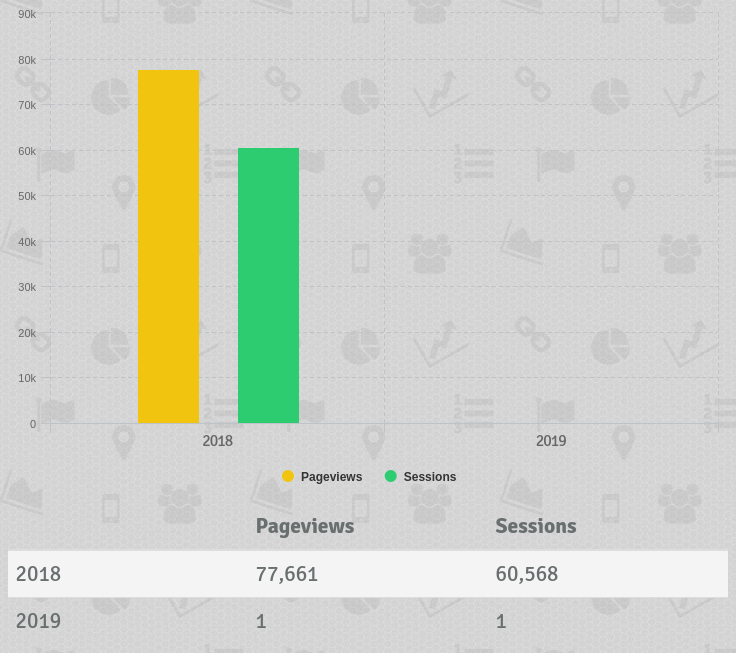 90k
80k
70k
60k
50k
40k
30k
20k
10k
0
2018 2019
Pageviews Sessions
Pageviews Sessions
2018 77,661 60,568
2019 1 1